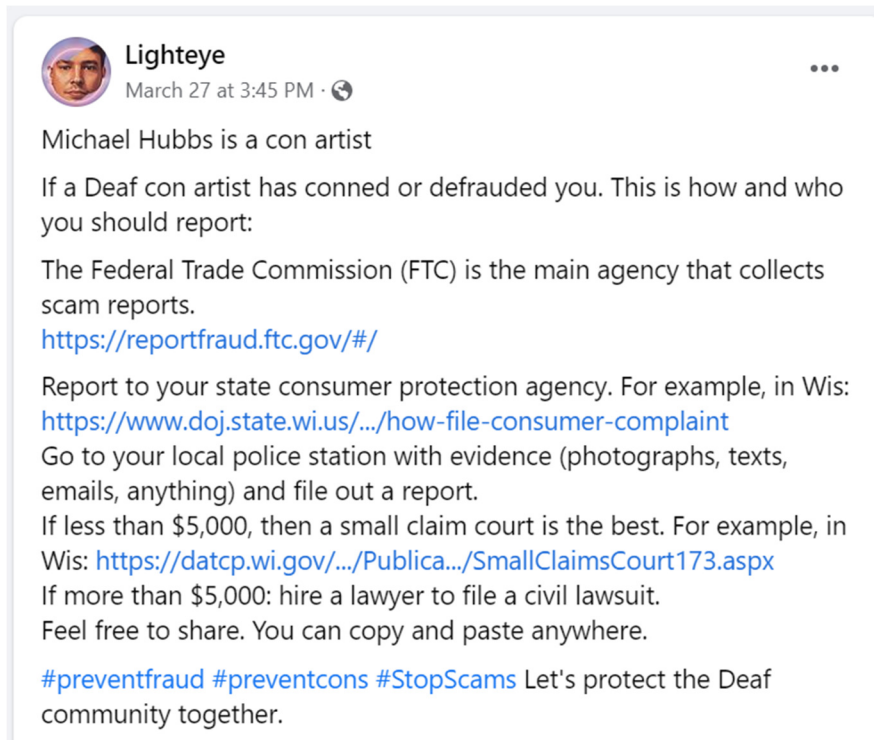 Lighteye
March 27 at 3:45 PM ·
Michael Hubbs is a con artist
If a Deaf con artist has conned or defrauded you. This is how and who
you should report:
The Federal Trade Commission (FTC) is the main agency that collects
scam reports.
https://reportfraud.ftc.gov/#/
Report to your state consumer protection agency. For example, in Wis:
https://www.doj.state.wi.us/.../how-file-consumer-complaint
Go to your local police station with evidence (photographs, texts,
emails, anything) and file out a report.
If less than $5,000, then a small claim court is the best. For example, in
Wis: https://datcp.wi.gov/.../Publica.../SmallClaimsCourt173.aspx
If more than $5,000: hire a lawyer to file a civil lawsuit.
Feel free to share. You can copy and paste anywhere.
#preventfraud #preventcons #StopScams Let's protect the Deaf
community together.